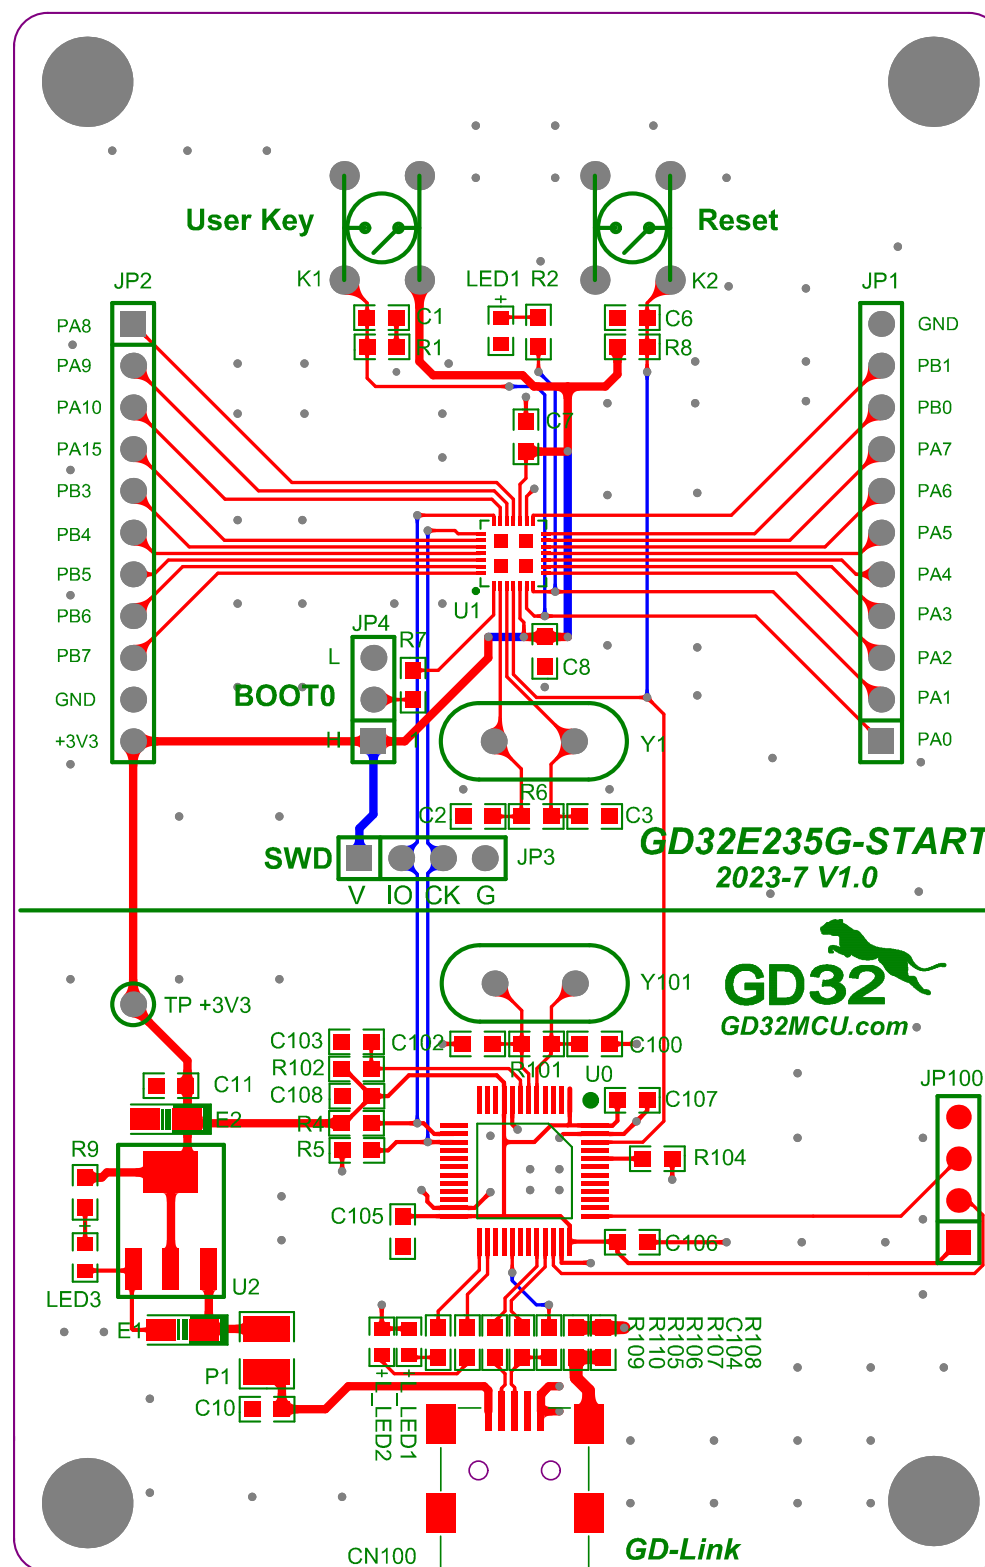 User Key
Reset
K1
LED1
R2
K2
JP2
JP1
+
C1
C6
PA8
GND
R1
R8
PA9
PB1
PA10
PB0
C7
PA15
PA7
PB3
PA6
PB4
PA5
PB5
PA4
U1
PB6
PA3
JP4
R7
L
C8
PB7
PA2
BOOT0
GND
PA1
H
Y1
+3V3
PA0
R6
C2
C3
GD32E235G-START
SWD
JP3
2023-7 V1.0
V IO CK G
GD32
Y101
TP +3V3
GD32MCU.com
C103
C102
C100
R102
R101
U0
C11
C108
C107
JP100
E2
R4
R9
R5
R104
C105
+
C106
U2
LED3
E1
R109
R110
R105
R106
R107
C104
R108
P1
+
+
C10
L_LED2
L_LED1
CN100
GD-Link